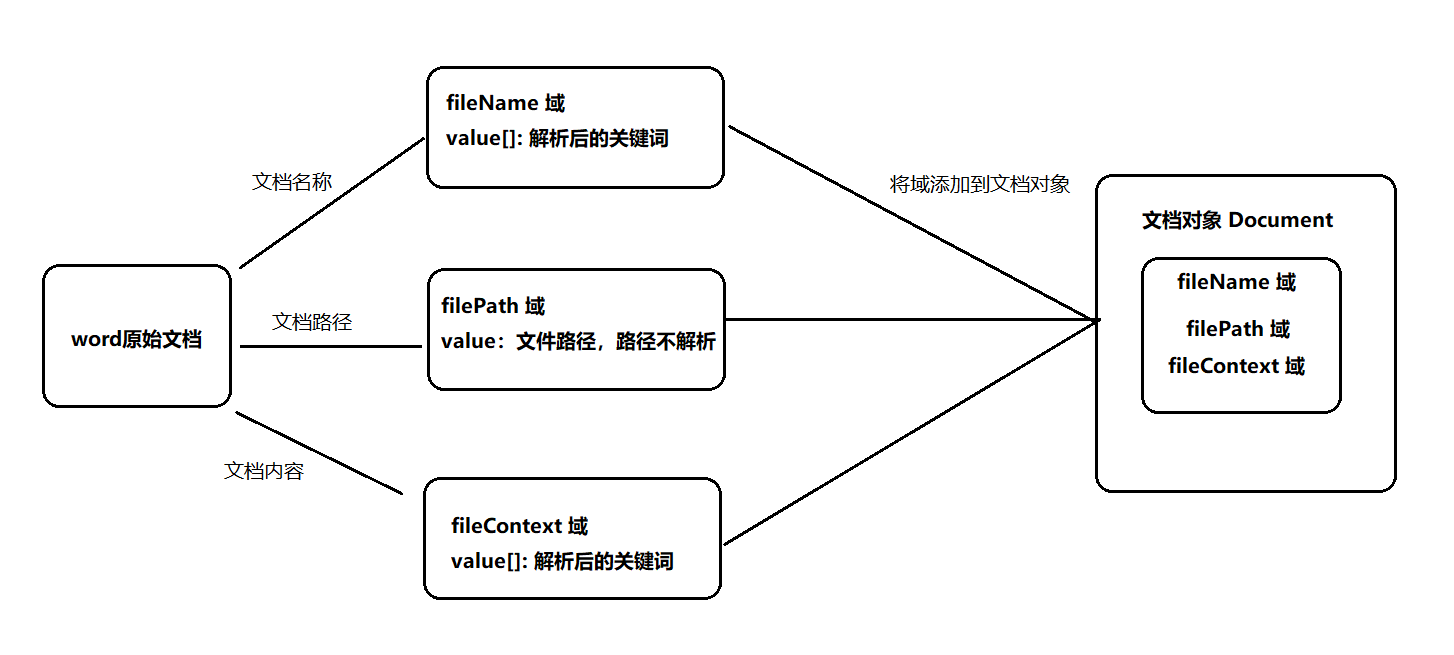 word原始文档
文档名称
文档路径
文档内容
fileName 域
value[]: 解析后的关键词
filePath 域
value：文件路径，路径不解析
fileContext 域
value[]: 解析后的关键词
将域添加到文档对象
文档对象 Document
fileName 域
filePath 域
fileContext 域